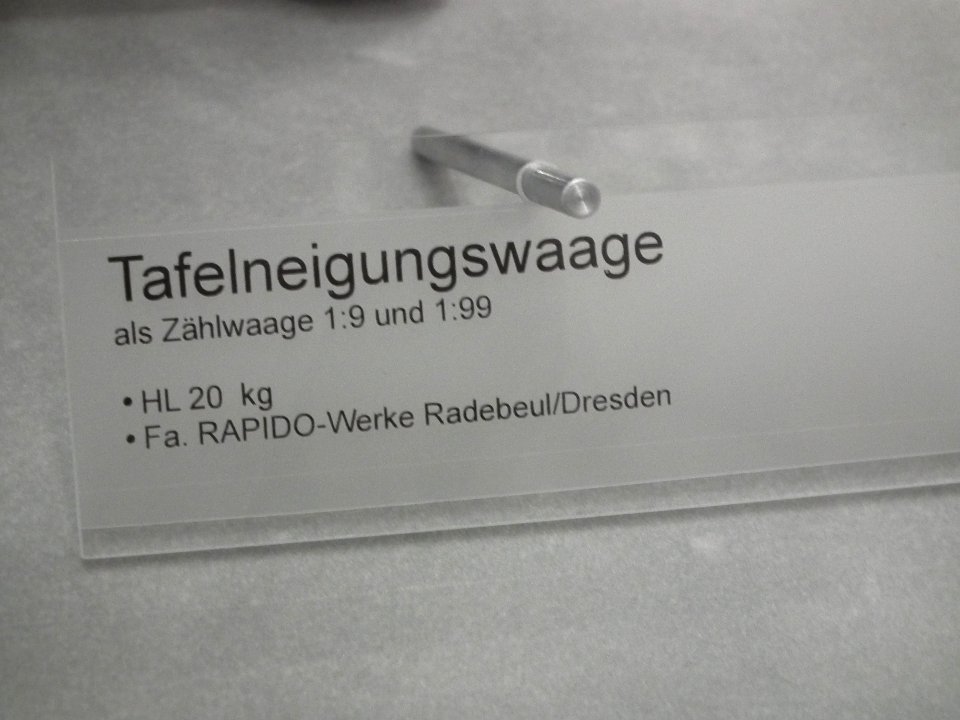 Tafelneigungswaage
als Zählwaage 1:9 und 1:99
• HL 20 kg
• Fa. RAPIDO-Werke Radebeul/Dresden